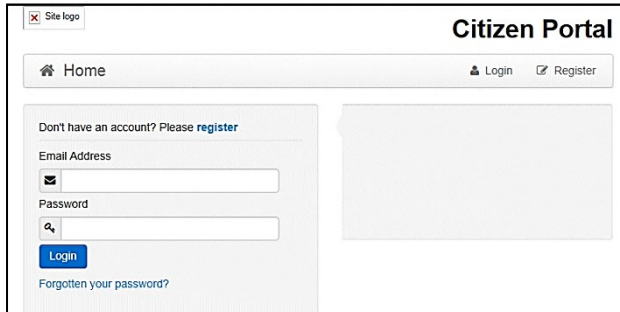 Site logo
Citizen Portal
Home
Login Register
Don't have an account? Please register
Email Address
Password
Login
Forgotten your password?